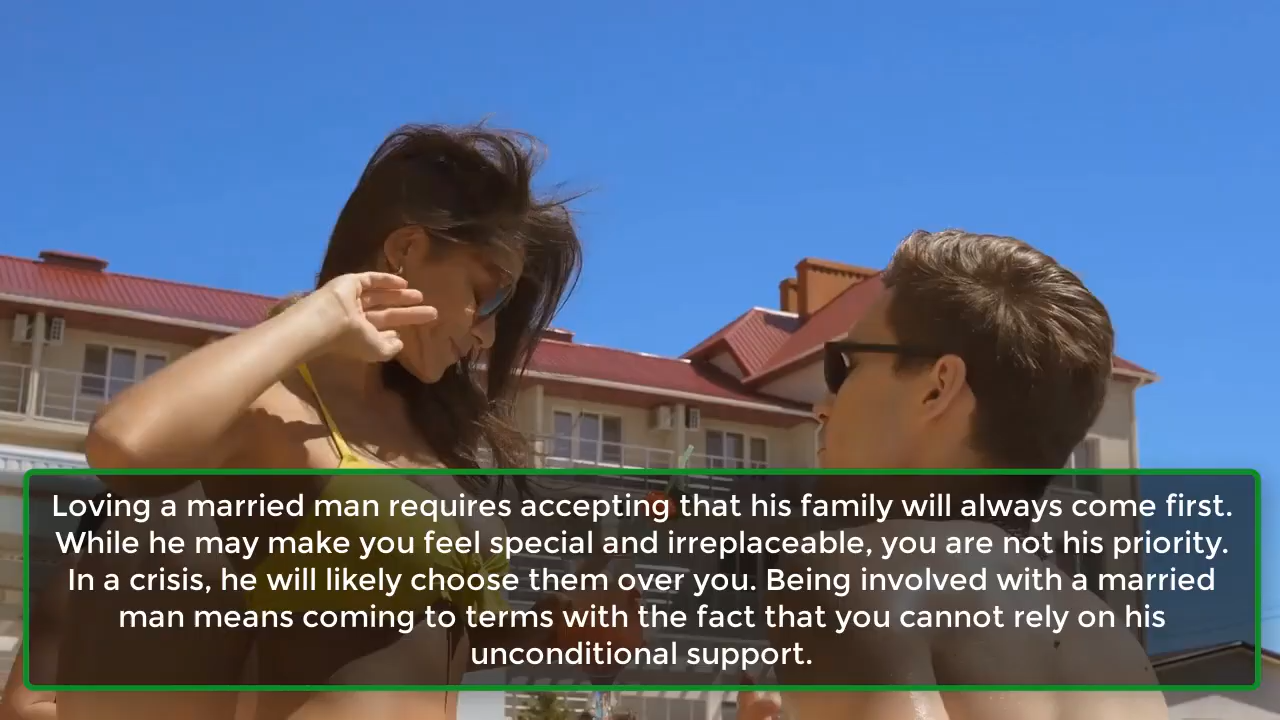 Loving a married man requires accepting that his family will always come first.
While he may make you feel special and irreplaceable, you are not his priority.
In a crisis, he will likely choose them over you. Being involved with a married
man means coming to terms with the fact that you cannot rely on his
unconditional support.